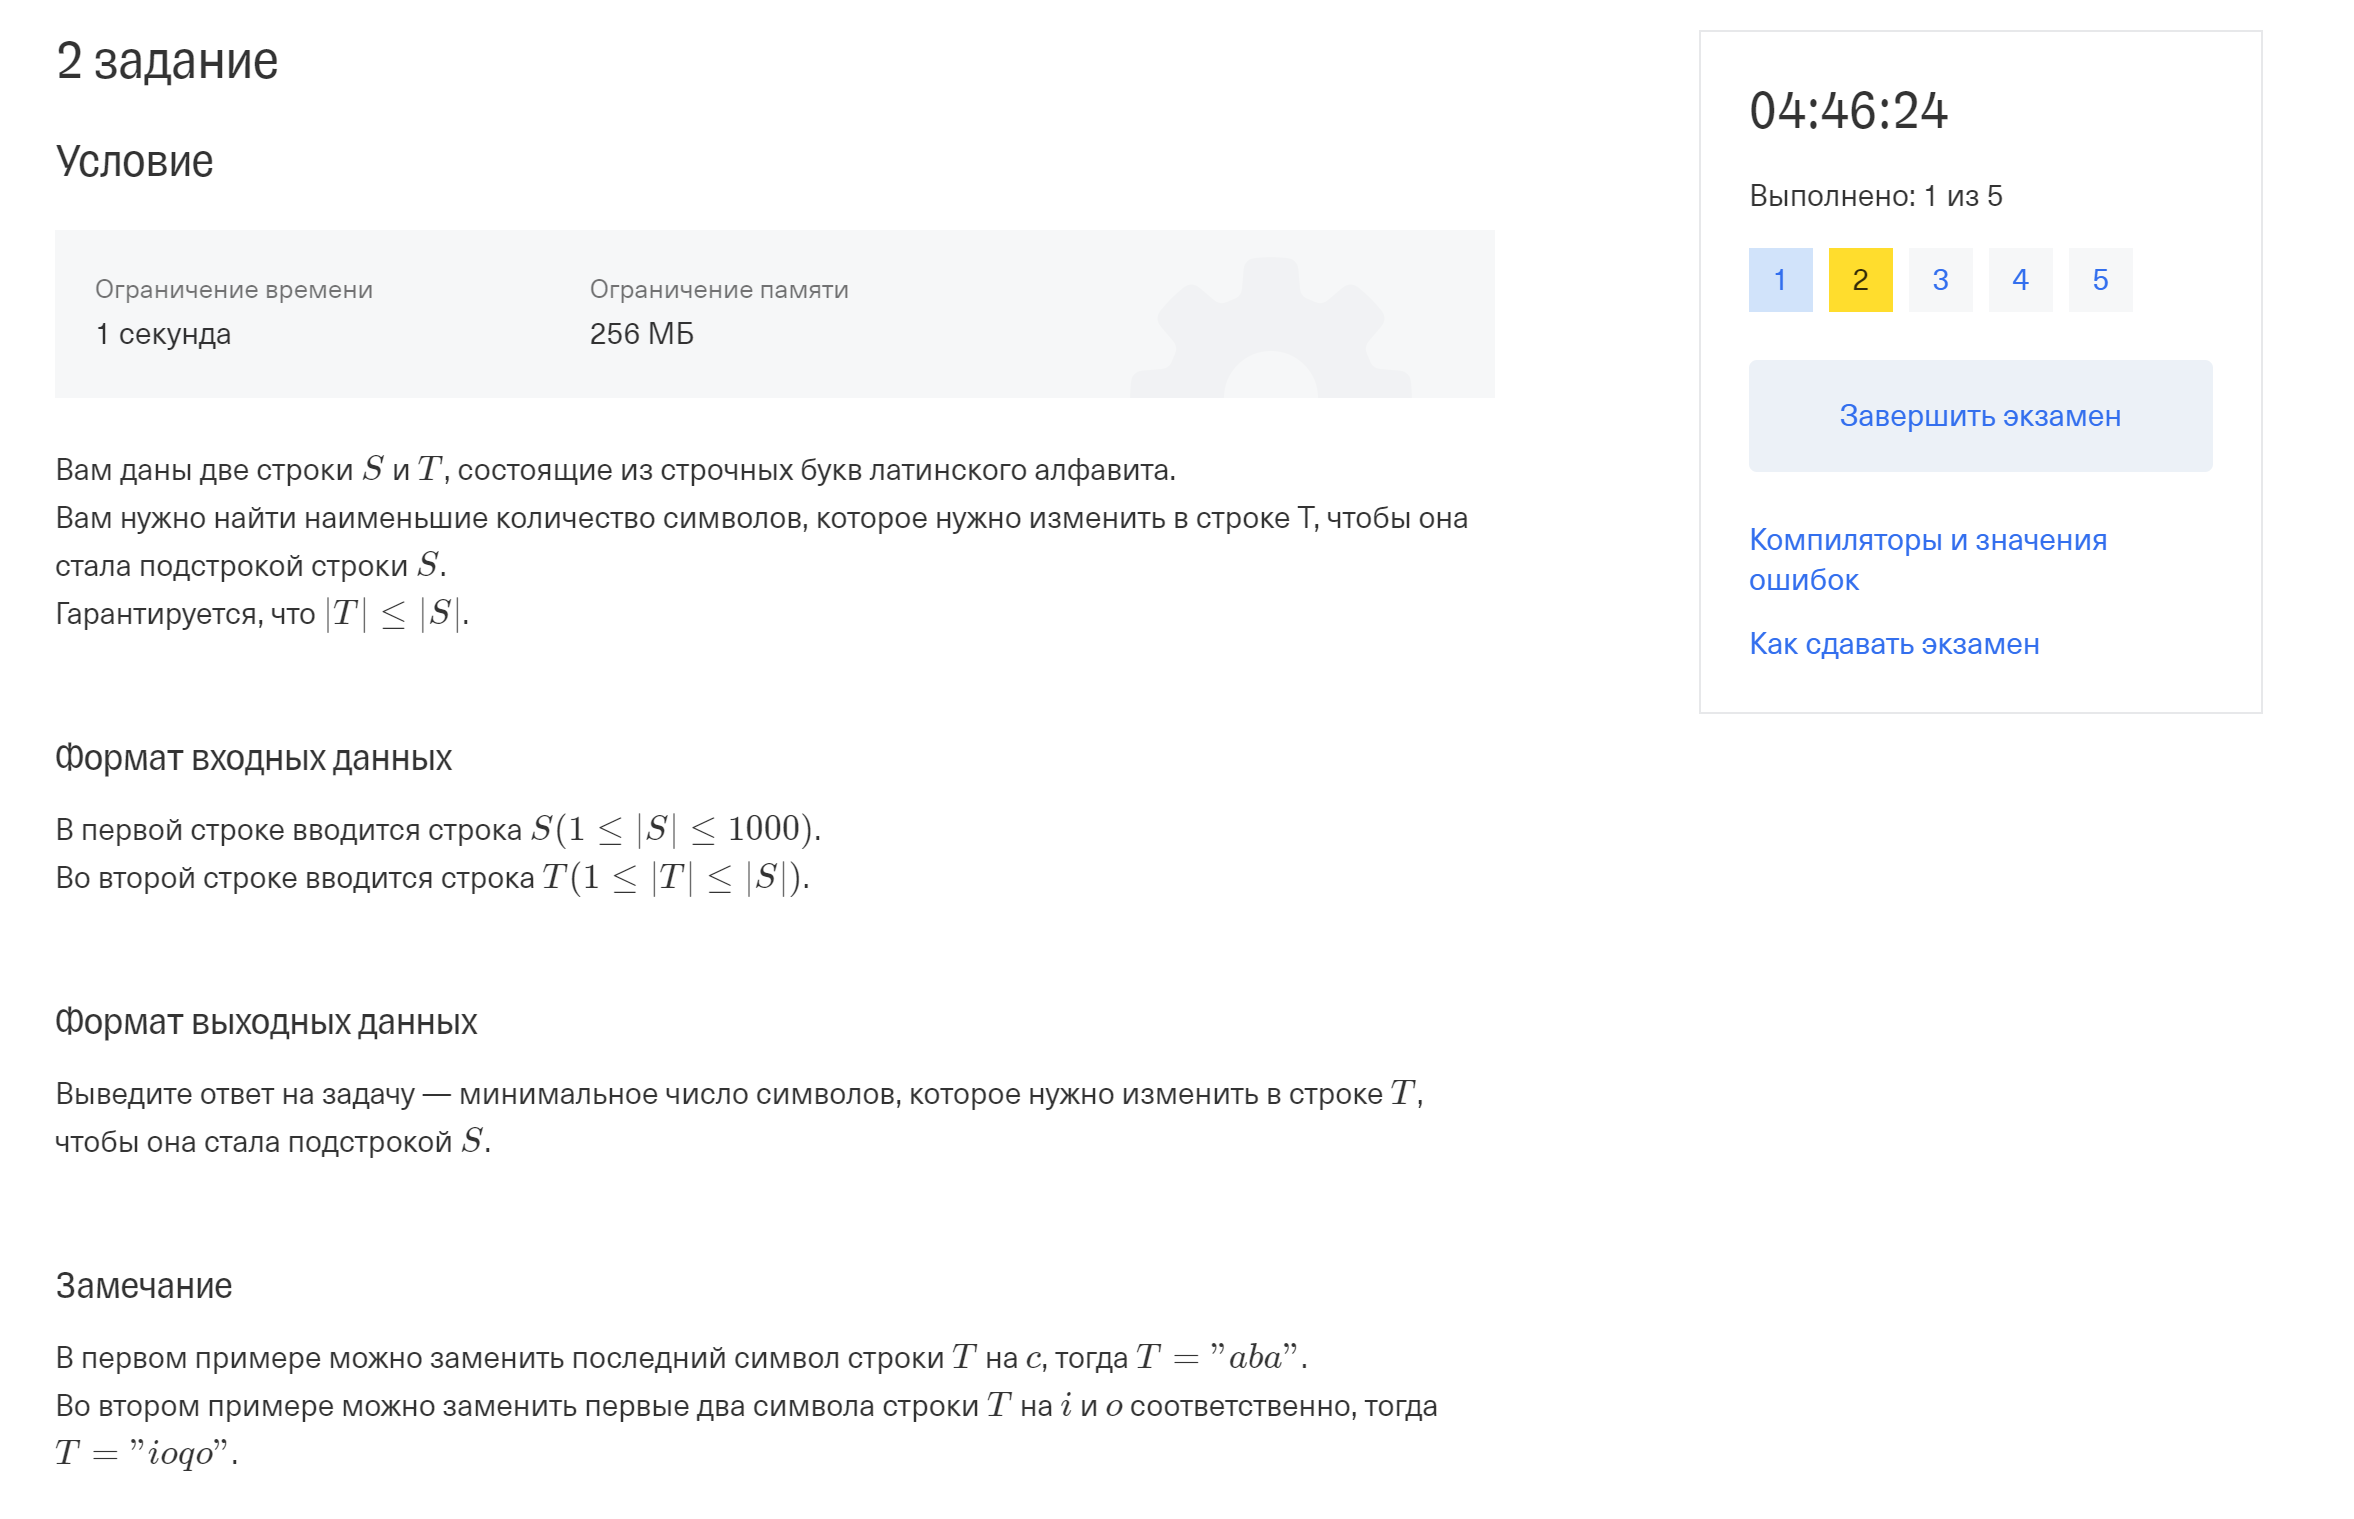 2 задание
Условие
Ограничение времени
1 секунда
Ограничение памяти
256 МБ
Вам даны две строки S и T, состоящие из строчных букв латинского алфавита.
Вам нужно найти наименьшие количество символов, которое нужно изменить в строке T, чтобы она
стала подстрокой строки S.
Гарантируется, что |T| ≤ |S|.
Формат входных данных
В первой строке вводится строка S(1 ≤ |S| ≤ 1000).
Во второй строке вводится строка T(1 ≤ |T| ≤ |S|).
Формат выходных данных
Выведите ответ на задачу — минимальное число символов, которое нужно изменить в строке T,
чтобы она стала подстрокой S.
Замечание
В первом примере можно заменить последний символ строки T на c, тогда T = ”aba”.
Во втором примере можно заменить первые два символа строки T на i и o соответственно, тогда
T = ”ioqo”.
04:46:24
Выполнено: 1 из 5
1 2 3 4 5
Завершить экзамен
Компиляторы и значения
ошибок
Как сдавать экзамен